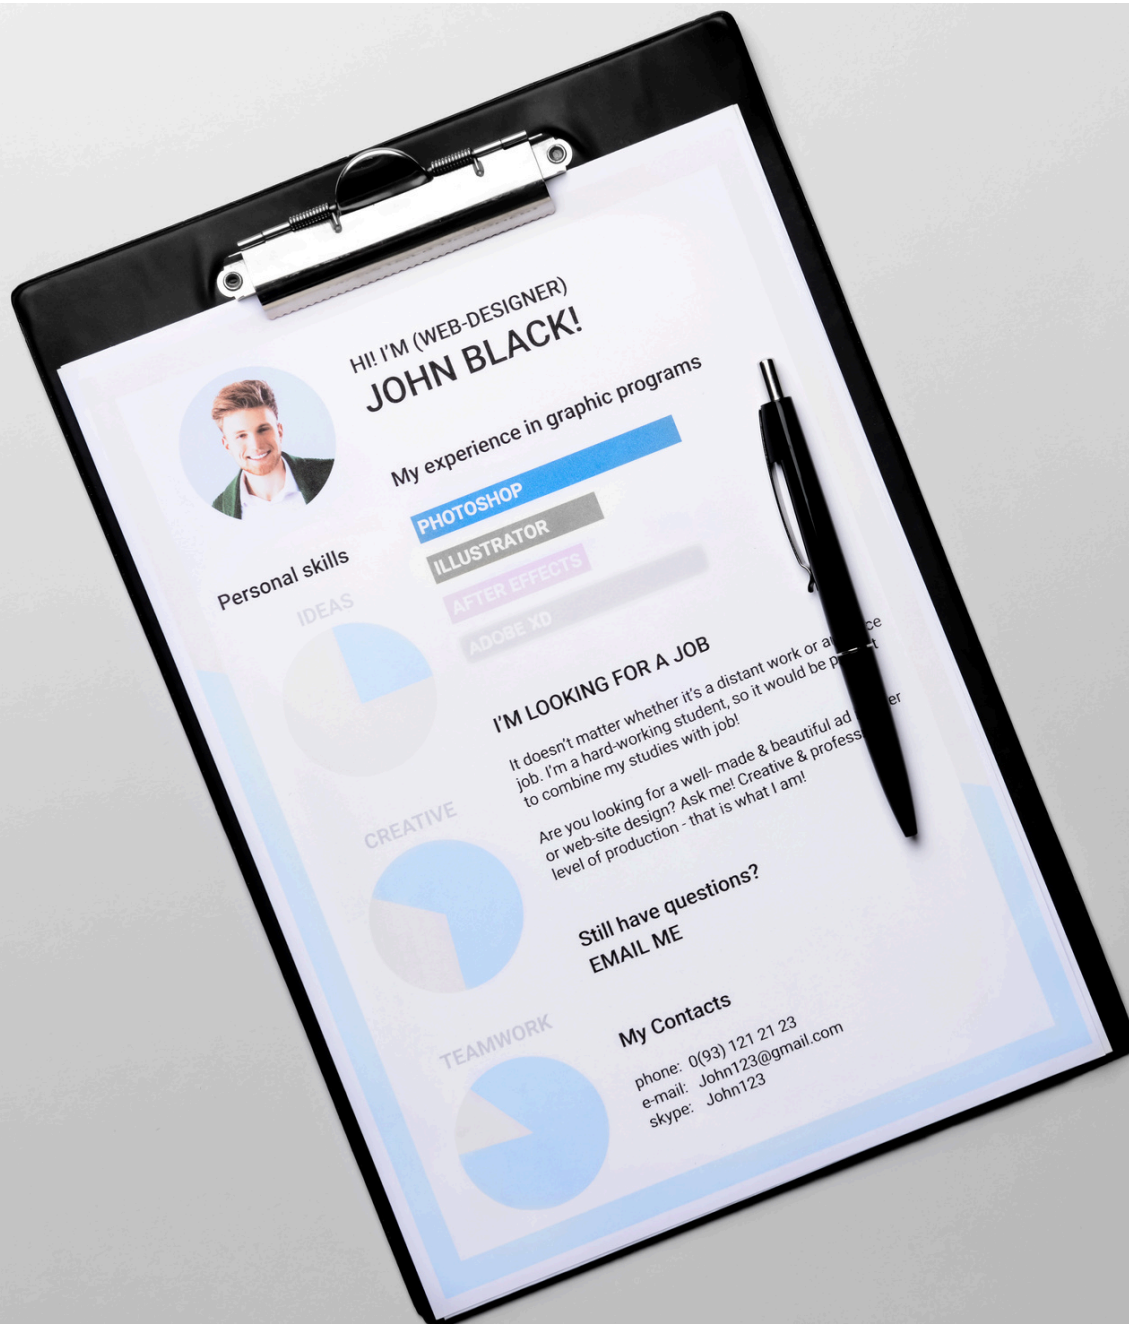 HI! I'M (WEB-DESIGNER)
JOHN BLACK!
My experience in graphic programs
PHOTOSHOP
ILLUSTRATOR
AFTER EFFECTS
ADOBE XD
Personal skills
IDEAS
CREATIVE
TEAMWORK
I'M LOOKING FOR A JOB
It doesn't matter whether it's a distant work or
job. I'm a hard-working student, so it would be
to combine my studies with job!
Are you looking for a well- made & beautiful ad
or web-site design? Ask me! Creative &
level of production - that is what I am!
Still have questions?
EMAIL ME
My Contacts
phone: 0(93) 121 21 23
e-mail: John123@gmail.com
skype: John123